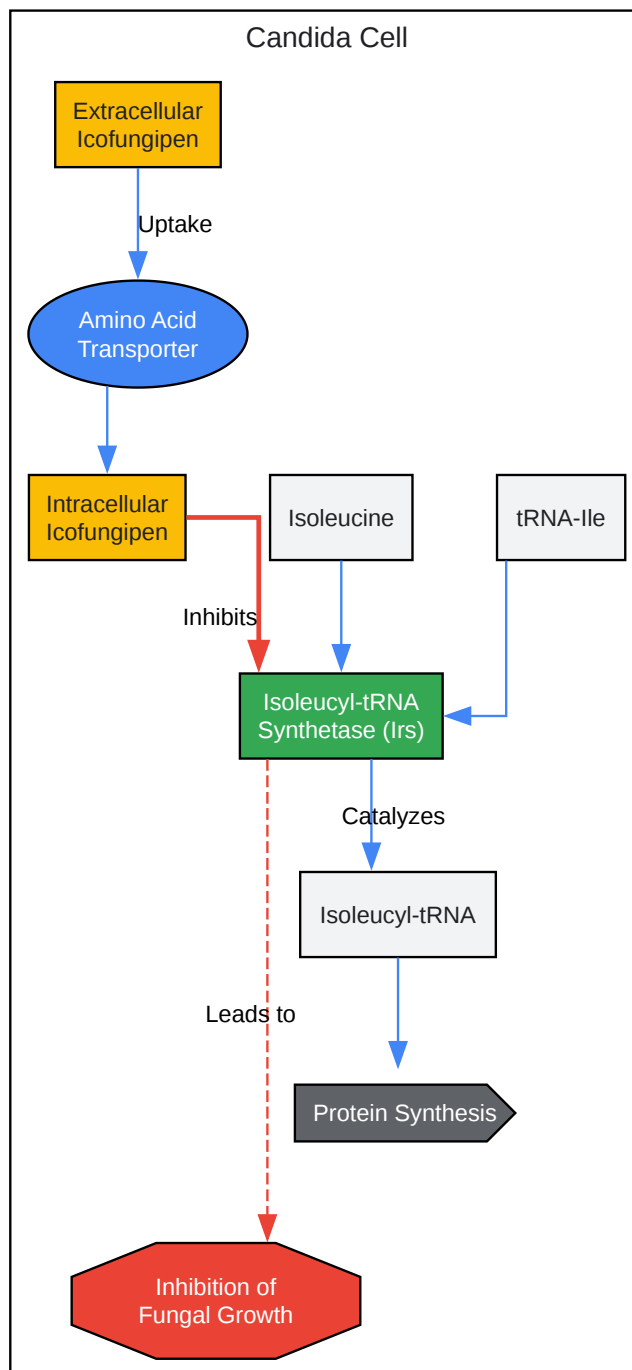 Candida Cell
Extracellular
Icofungipen
Uptake
Amino Acid
Transporter
Intracellular
Icofungipen
Isoleucine
tRNA-Ile
Inhibits
Isoleucyl-tRNA
Synthetase (Irs)
Catalyzes
Isoleucyl-tRNA
Leads to
Protein Synthesis
Inhibition of
Fungal Growth